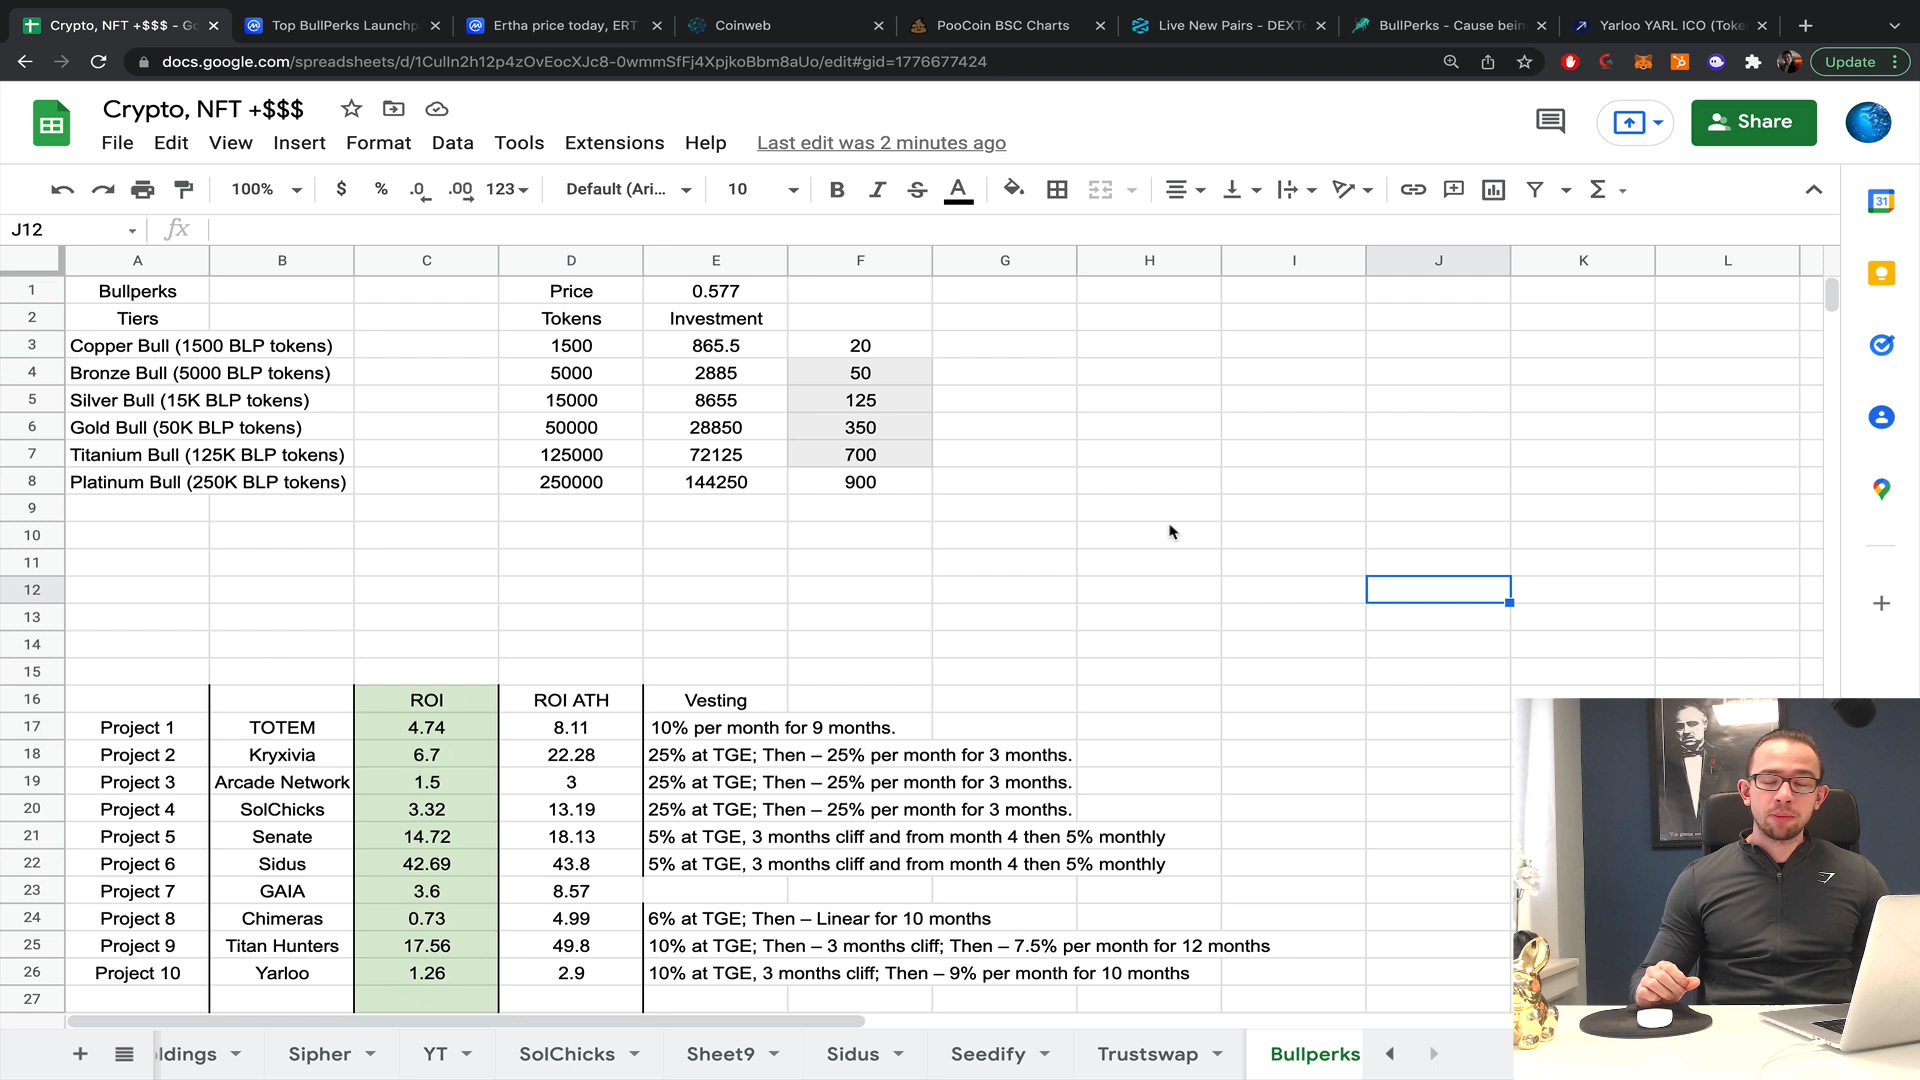 Crypto, NFT +$$$ - Go
Top BullPerks Launchp
Ertha price today, ERT
Coinweb
PooCoin BSC Charts
Live New Pairs - DEXTo
BullPerks - Cause bein
Yarloo YARL ICO (Toke
docs.google.com/spreadsheets/d/1CulIn2h12p4zOvEocXJc8-0wmmSfFj4XpjkoBbm8aUo/edit#gid=1776677424
Update
Crypto, NFT +$$$
Share
File Edit View Insert Format Data Tools Extensions Help Last edit was 2 minutes ago
100% $ % .0 .00 123 Default (Ari... 10 B I S A
31
J12 fx
A B C D E F G H I J K L
1 Bullperks Price 0.577
2 Tiers Tokens Investment
3 Copper Bull (1500 BLP tokens) 1500 865.5 20
4 Bronze Bull (5000 BLP tokens) 5000 2885 50
5 Silver Bull (15K BLP tokens) 15000 8655 125
6 Gold Bull (50K BLP tokens) 50000 28850 350
7 Titanium Bull (125K BLP tokens) 125000 72125 700
8 Platinum Bull (250K BLP tokens) 250000 144250 900
9
10
11
12
13
14
15
16 ROI ROI ATH Vesting
17 Project 1 TOTEM 4.74 8.11 10% per month for 9 months.
18 Project 2 Kryxivia 6.7 22.28 25% at TGE; Then – 25% per month for 3 months.
19 Project 3 Arcade Network 1.5 3 25% at TGE; Then – 25% per month for 3 months.
20 Project 4 SolChicks 3.32 13.19 25% at TGE; Then – 25% per month for 3 months.
21 Project 5 Senate 14.72 18.13 5% at TGE, 3 months cliff and from month 4 then 5% monthly
22 Project 6 Sidus 42.69 43.8 5% at TGE, 3 months cliff and from month 4 then 5% monthly
23 Project 7 GAIA 3.6 8.57
24 Project 8 Chimeras 0.73 4.99 6% at TGE; Then – Linear for 10 months
25 Project 9 Titan Hunters 17.56 49.8 10% at TGE; Then – 3 months cliff; Then – 7.5% per month for 12 months
26 Project 10 Yarloo 1.26 2.9 10% at TGE, 3 months cliff; Then – 9% per month for 10 months
27
ldings Sipher YT SolChicks Sheet9 Sidus Seedify Trustswap Bullperks